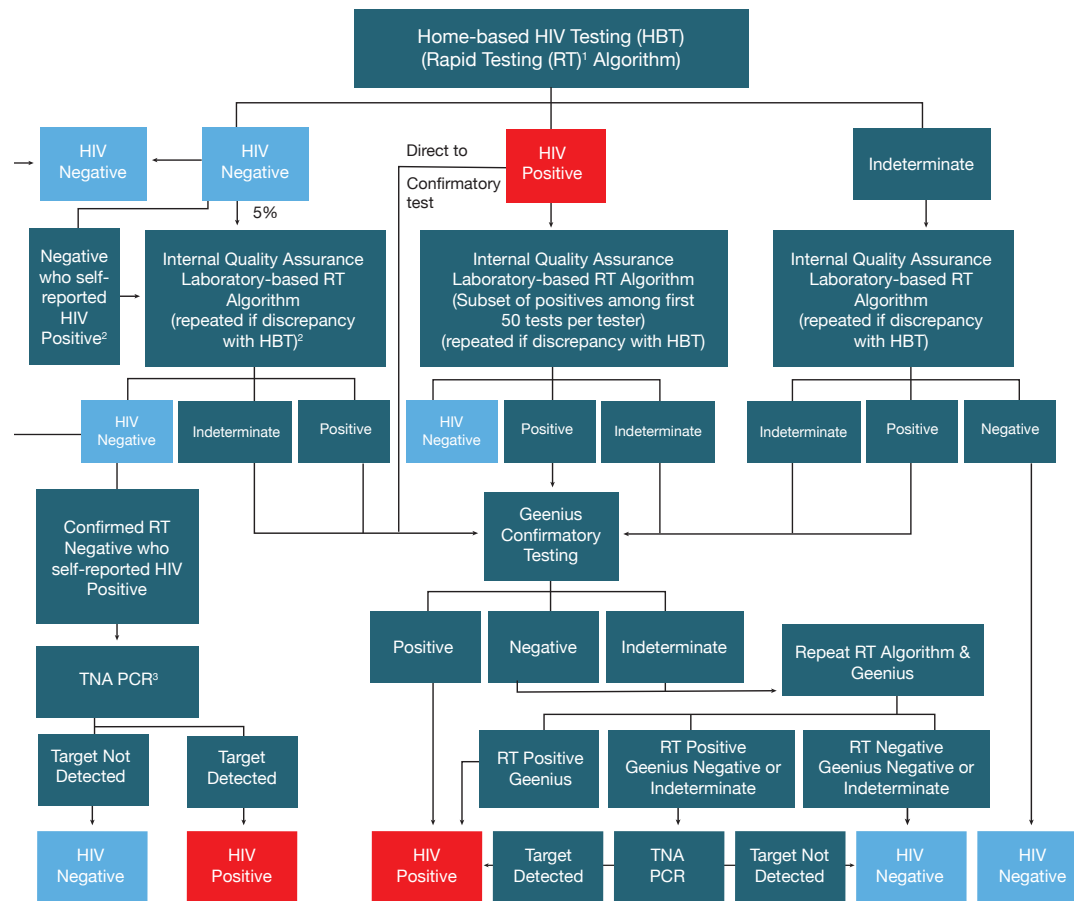 Home-based HIV Testing (HBT)
(Rapid Testing (RT)¹ Algorithm)
HIV
Negative
HIV
Negative
Direct to
Confirmatory
test
HIV
Positive
Indeterminate
5%
Negative
who self-
reported
HIV
Positive²
Internal Quality Assurance
Laboratory-based RT
Algorithm
(repeated if discrepancy
with HBT)²
Internal Quality Assurance
Laboratory-based RT Algorithm
(Subset of positives among first
50 tests per tester)
(repeated if discrepancy with HBT)
Internal Quality Assurance
Laboratory-based RT
Algorithm
(repeated if discrepancy
with HBT)
HIV
Negative
Indeterminate
Positive
HIV
Negative
Positive
Indeterminate
Indeterminate
Positive
Negative
Confirmed RT
Negative who
self-reported HIV
Positive
Geenius
Confirmatory
Testing
Positive
Negative
Indeterminate
Repeat RT Algorithm &
Geenius
TNA PCR³
Target Not
Detected
Target
Detected
RT Positive
Geenius
RT Positive
Geenius Negative or
Indeterminate
RT Negative
Geenius Negative or
Indeterminate
HIV
Negative
HIV
Positive
HIV
Positive
Target
Detected
TNA
PCR
Target Not
Detected
HIV
Negative
HIV
Negative